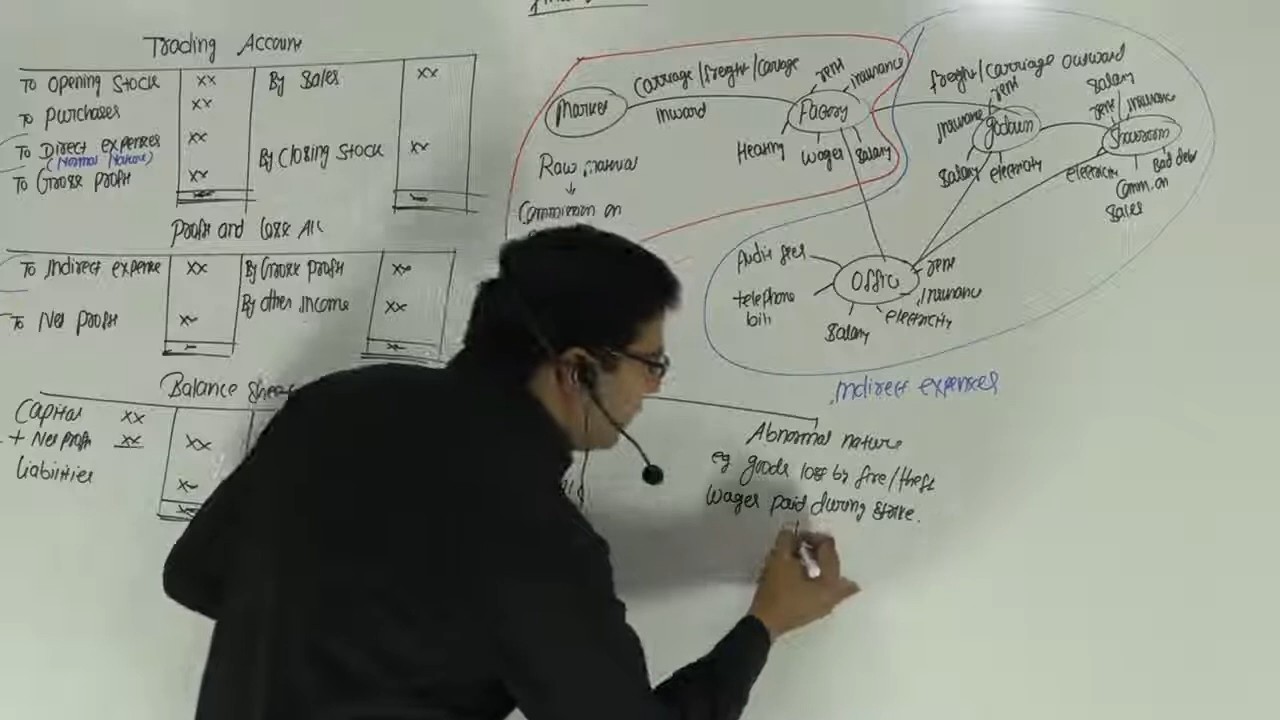 Trading Account
To Opening Stock xx By Sales xx
To Purchases xx
To Direct expenses xx
(Normal Nature)
By Closing Stock xx
To Gross profit xx
Profit and Loss A/c
To Indirect expense xx By Gross profit xx
By other income xx
To Net profit xx
Balance Shee
Capital xx
+ Net profit xx xx
Liabilities xx
Market
Carriage/freight/cartage
inward
Factory
rent
insurance
Heating
wages
salary
Raw material
Commission on
freight/carriage outward
godown
rent
insurance
salary
electricity
Showroom
salary
rent
insurance
electricity
Bad deb
Comm. on
Sales
Office
Audit fees
telephone
bill
salary
electricity
insurance
rent
Indirect expenses
Abnormal nature
eg goods loss by fire/theft
wages paid during strike.